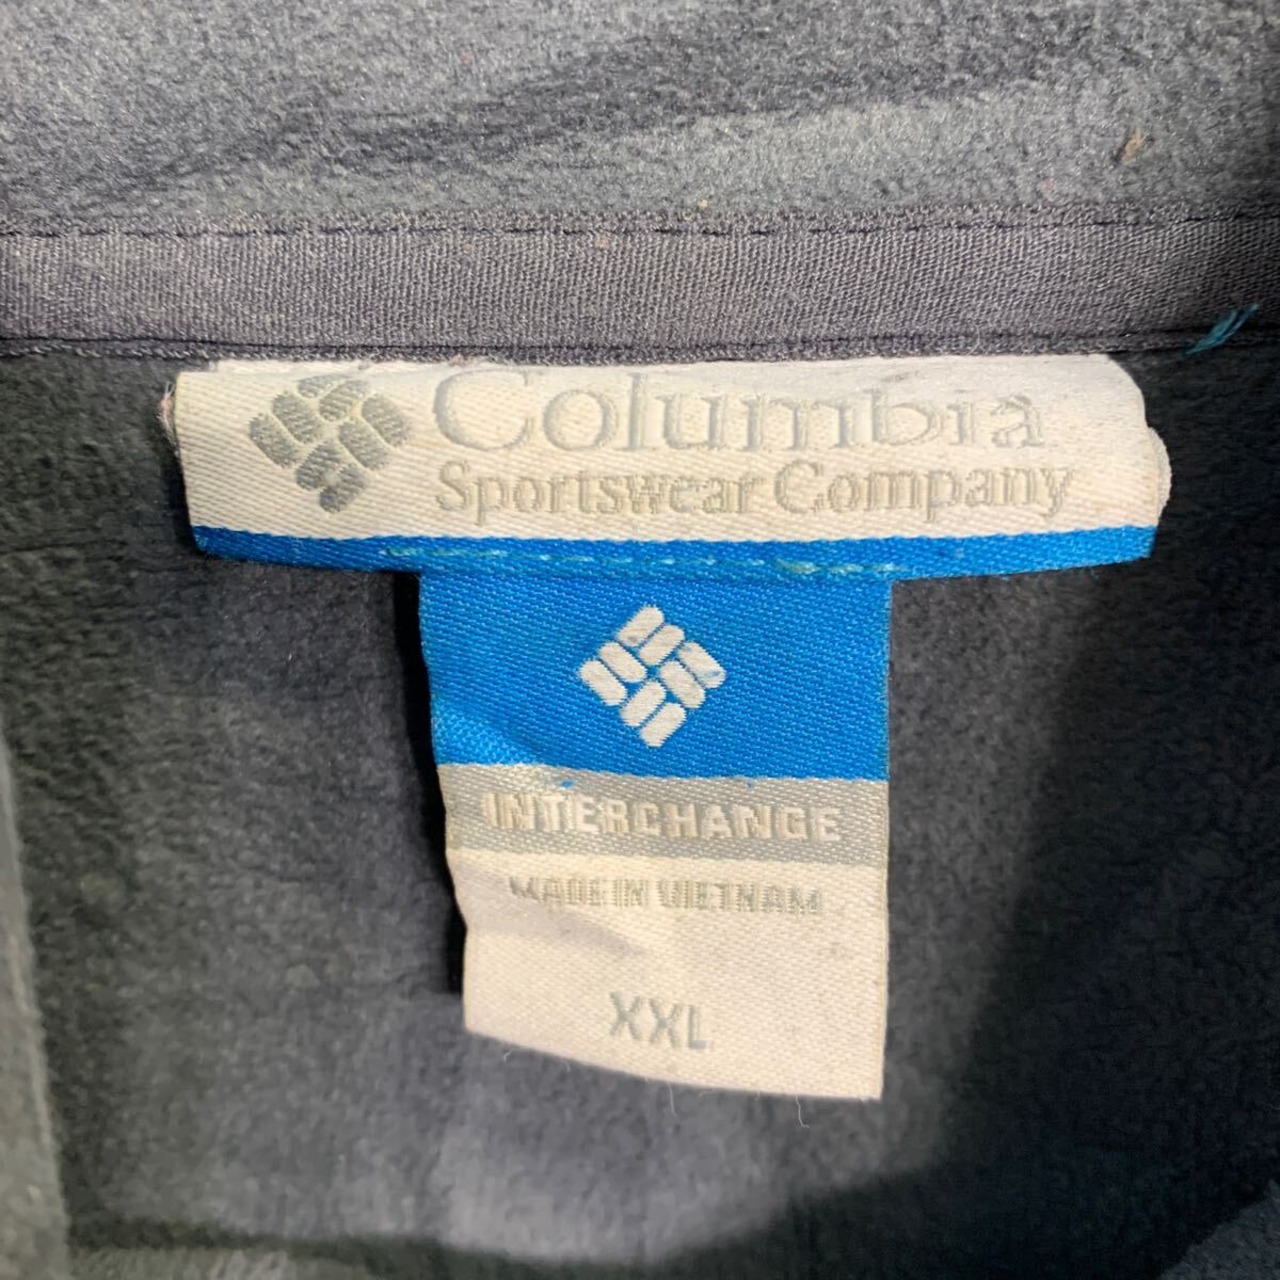 Columbia
Sportswear Company
INTERCHANGE
MADE IN VIETNAM
XXL